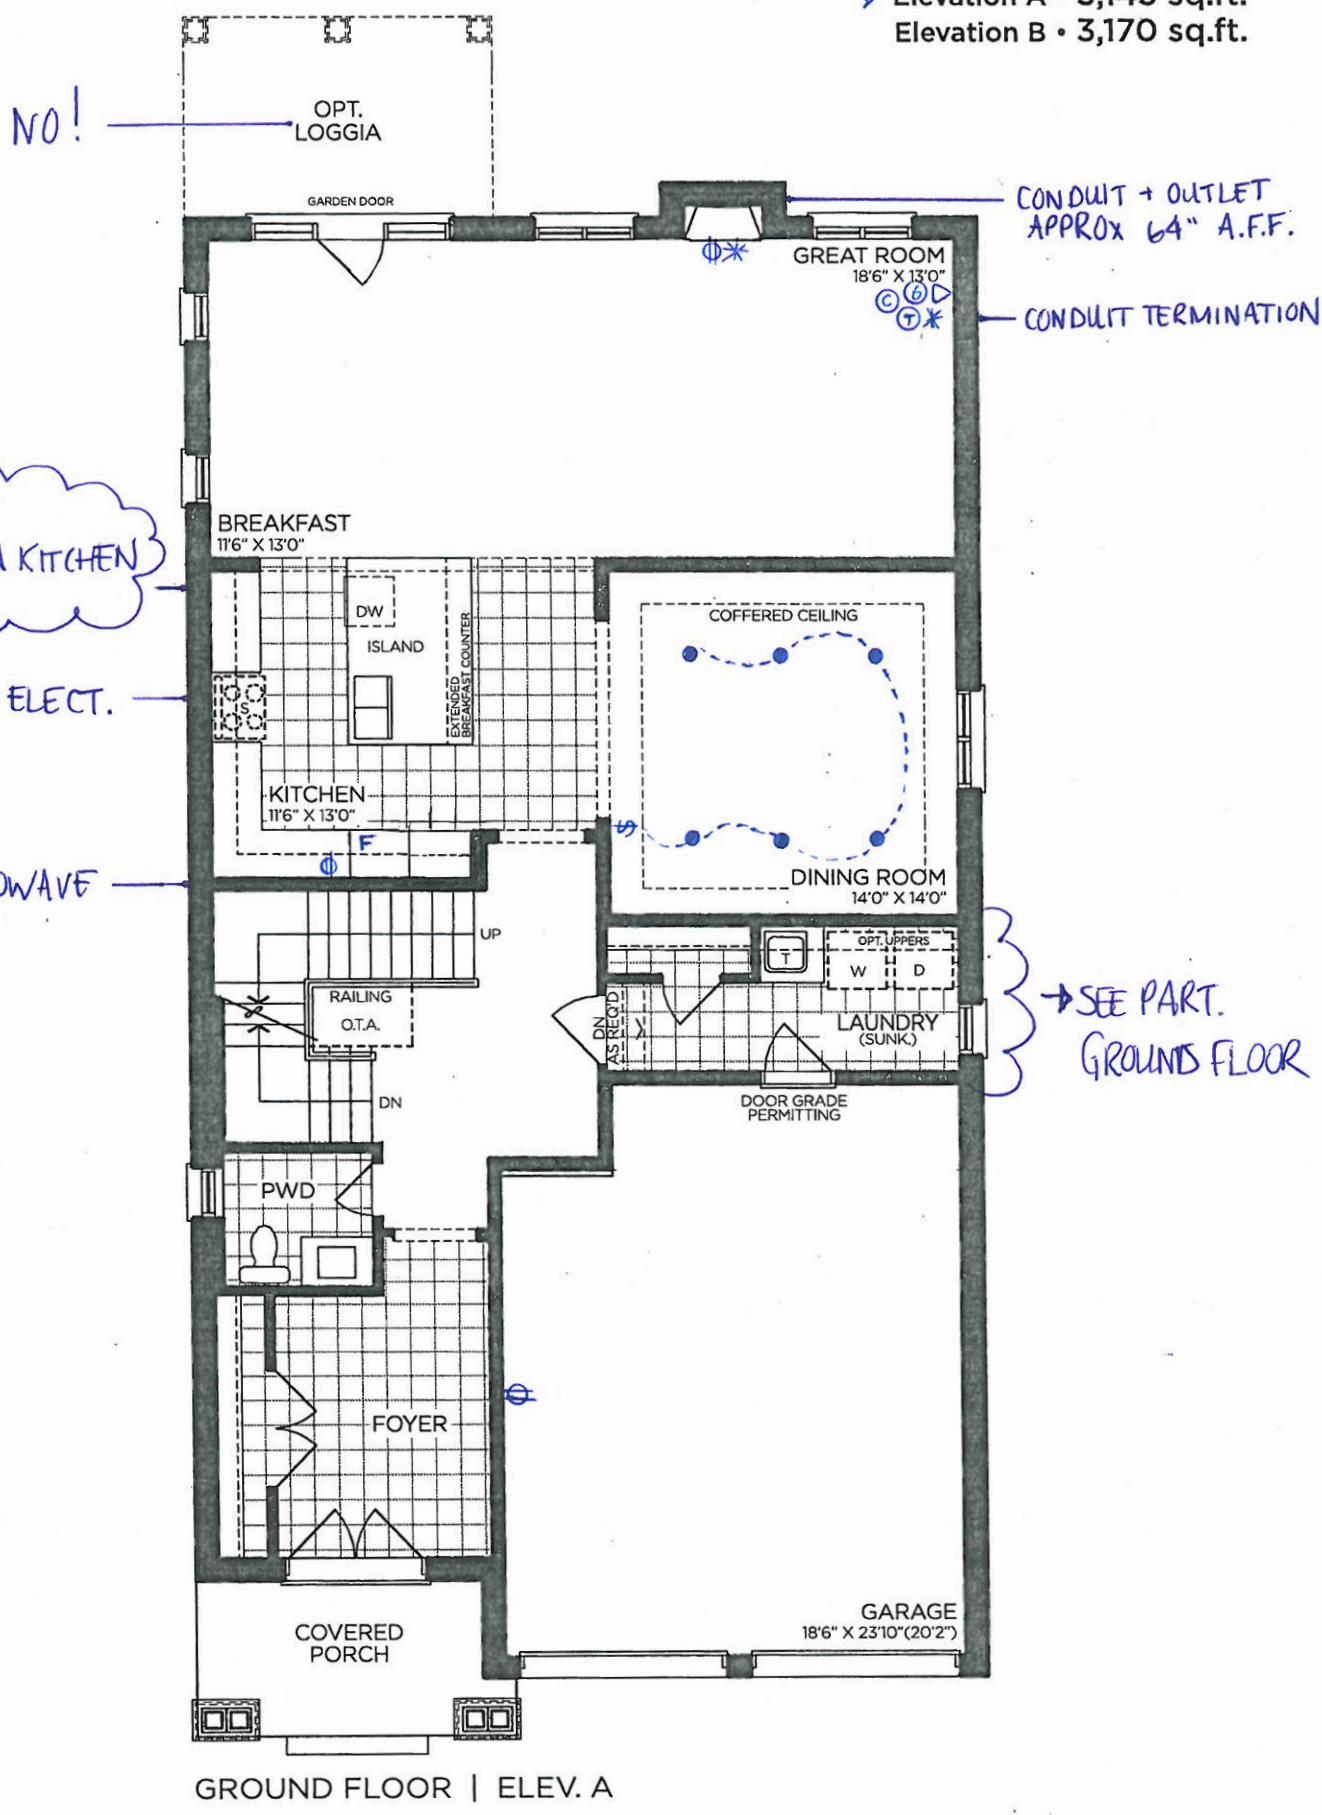 Elevation B • 3,170 sq.ft.
OPT.
LOGGIA
NO!
GARDEN DOOR
CONDUIT + OUTLET
APPROX 64" A.F.F.
GREAT ROOM
18'6" X 13'0"
C 6
T
CONDUIT TERMINATION
BREAKFAST
11'6" X 13'0"
KITCHEN
DW
ISLAND
EXTENDED
BREAKFAST COUNTER
COFFERED CEILING
ELECT.
S
KITCHEN
11'6" X 13'0"
F
$
DINING ROOM
14'0" X 14'0"
UP
OPT. UPPERS
T
W
D
RAILING
O.T.A.
DN
AS REQ'D
LAUNDRY
(SUNK.)
SEE PART.
GROUND FLOOR
DN
DOOR GRADE
PERMITTING
PWD
FOYER
GARAGE
18'6" X 23'10"(20'2")
COVERED
PORCH
GROUND FLOOR | ELEV. A